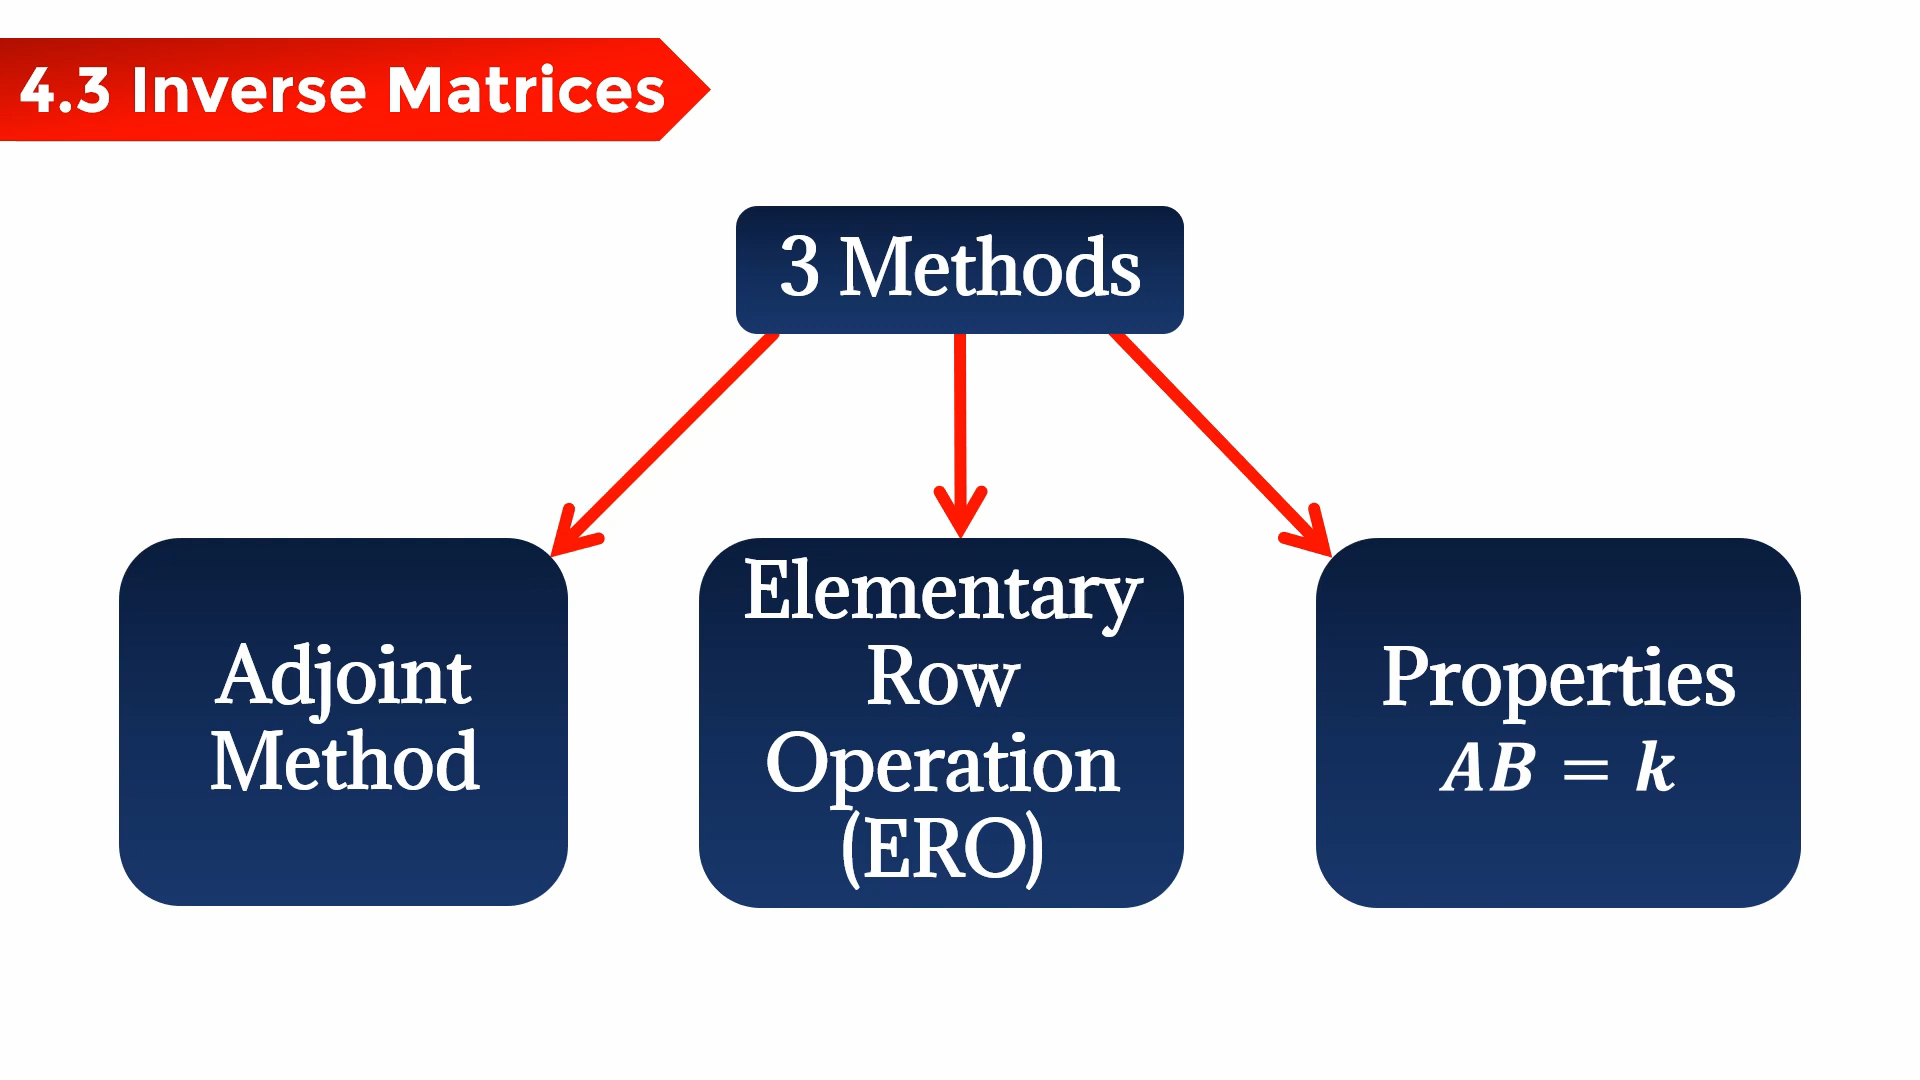 4.3 Inverse Matrices
3 Methods
Adjoint
Method
Elementary
Row
Operation
(ERO)
Properties
AB = k